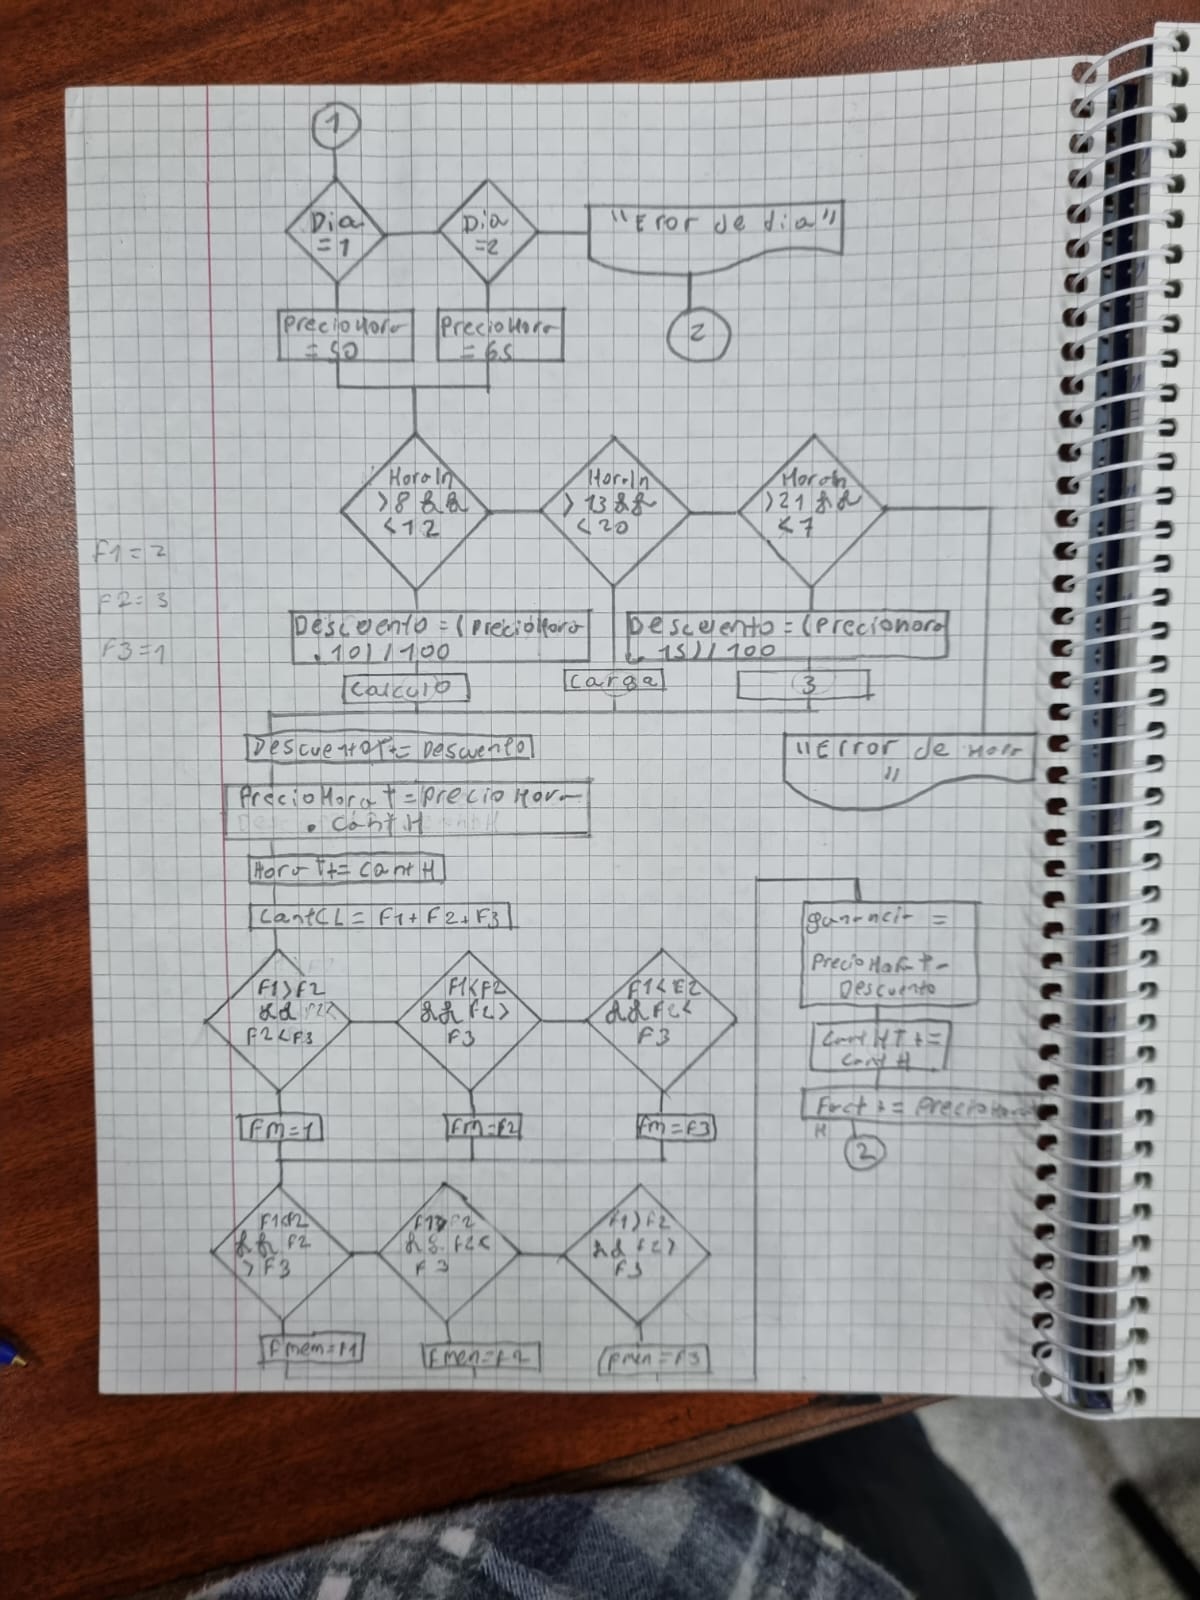 1
Dia
=1
Dia
=2
"Eror de dia"
PrecioHora
= 50
PrecioHora
= 65
2
HoraIn
>8 &&
<12
HoraIn
>13 &&
<20
HoraIn
>21 &&
<7
F1=2
F2=3
F3=1
Descuento = (PrecioHora
. 10) / 100
Descuento = (Preciohora
. 15) / 100
Calculo
Carga
3
DescuentoT+= Descuento
"Error de Hora
"
PrecioHoraT = precioHora
. CantH
HoraT+= CantH
CantCL = F1+F2+F3
ganancia =
PrecioHoraT -
Descuento
CantHT +=
CantH
Fact += PrecioHora
H
2
F1>F2
&&
F2<F3
F1<F2
&& F2>
F3
F1<F2
&& F2<
F3
Fm=1
Fm=F2
Fm=F3
F1<F2
&& F2
>F3
F1>F2
&& F2<
F3
F1>F2
&& F2>
F3
Fmen=F1
Fmen=F2
Fmen=F3